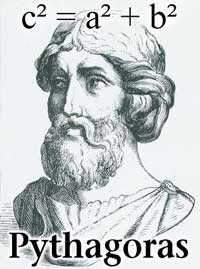 c² = a² + b²
Pythagoras